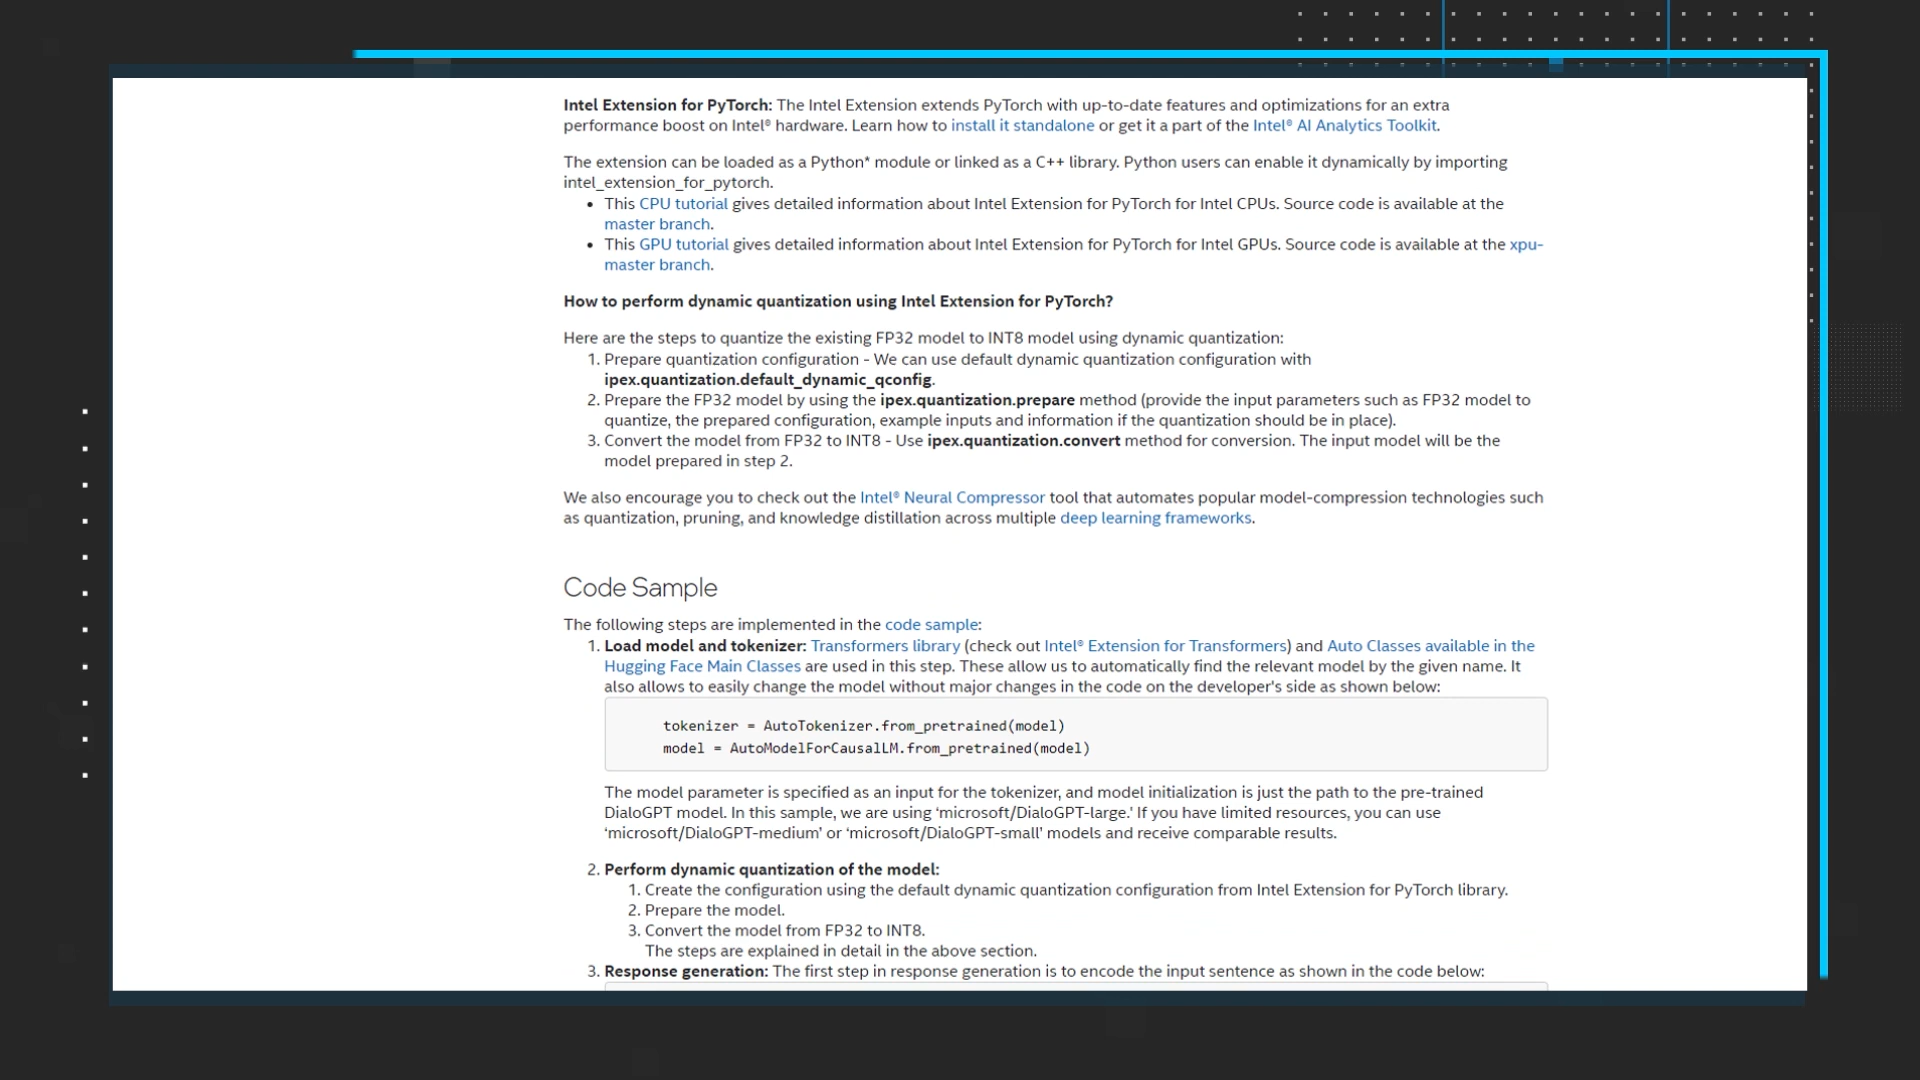 Intel Extension for PyTorch: The Intel Extension extends PyTorch with up-to-date features and optimizations for an extra
performance boost on Intel® hardware. Learn how to install it standalone or get it a part of the Intel® AI Analytics Toolkit.
The extension can be loaded as a Python* module or linked as a C++ library. Python users can enable it dynamically by importing
intel_extension_for_pytorch.
• This CPU tutorial gives detailed information about Intel Extension for PyTorch for Intel CPUs. Source code is available at the
master branch.
• This GPU tutorial gives detailed information about Intel Extension for PyTorch for Intel GPUs. Source code is available at the xpu-
master branch.
How to perform dynamic quantization using Intel Extension for PyTorch?
Here are the steps to quantize the existing FP32 model to INT8 model using dynamic quantization:
1. Prepare quantization configuration – We can use default dynamic quantization configuration with
ipex.quantization.default_dynamic_qconfig.
2. Prepare the FP32 model by using the ipex.quantization.prepare method (provide the input parameters such as FP32 model to
quantize, the prepared configuration, example inputs and information if the quantization should be in place).
3. Convert the model from FP32 to INT8 – Use ipex.quantization.convert method for conversion. The input model will be the
model prepared in step 2.
We also encourage you to check out the Intel® Neural Compressor tool that automates popular model-compression technologies such
as quantization, pruning, and knowledge distillation across multiple deep learning frameworks.
Code Sample
The following steps are implemented in the code sample:
1. Load model and tokenizer: Transformers library (check out Intel® Extension for Transformers) and Auto Classes available in the
Hugging Face Main Classes are used in this step. These allow us to automatically find the relevant model by the given name. It
also allows to easily change the model without major changes in the code on the developer's side as shown below:
tokenizer = AutoTokenizer.from_pretrained(model)
model = AutoModelForCausalLM.from_pretrained(model)
The model parameter is specified as an input for the tokenizer, and model initialization is just the path to the pre-trained
DialoGPT model. In this sample, we are using ‘microsoft/DialoGPT-large.' If you have limited resources, you can use
‘microsoft/DialoGPT-medium’ or ‘microsoft/DialoGPT-small’ models and receive comparable results.
2. Perform dynamic quantization of the model:
1. Create the configuration using the default dynamic quantization configuration from Intel Extension for PyTorch library.
2. Prepare the model.
3. Convert the model from FP32 to INT8.
The steps are explained in detail in the above section.
3. Response generation: The first step in response generation is to encode the input sentence as shown in the code below: